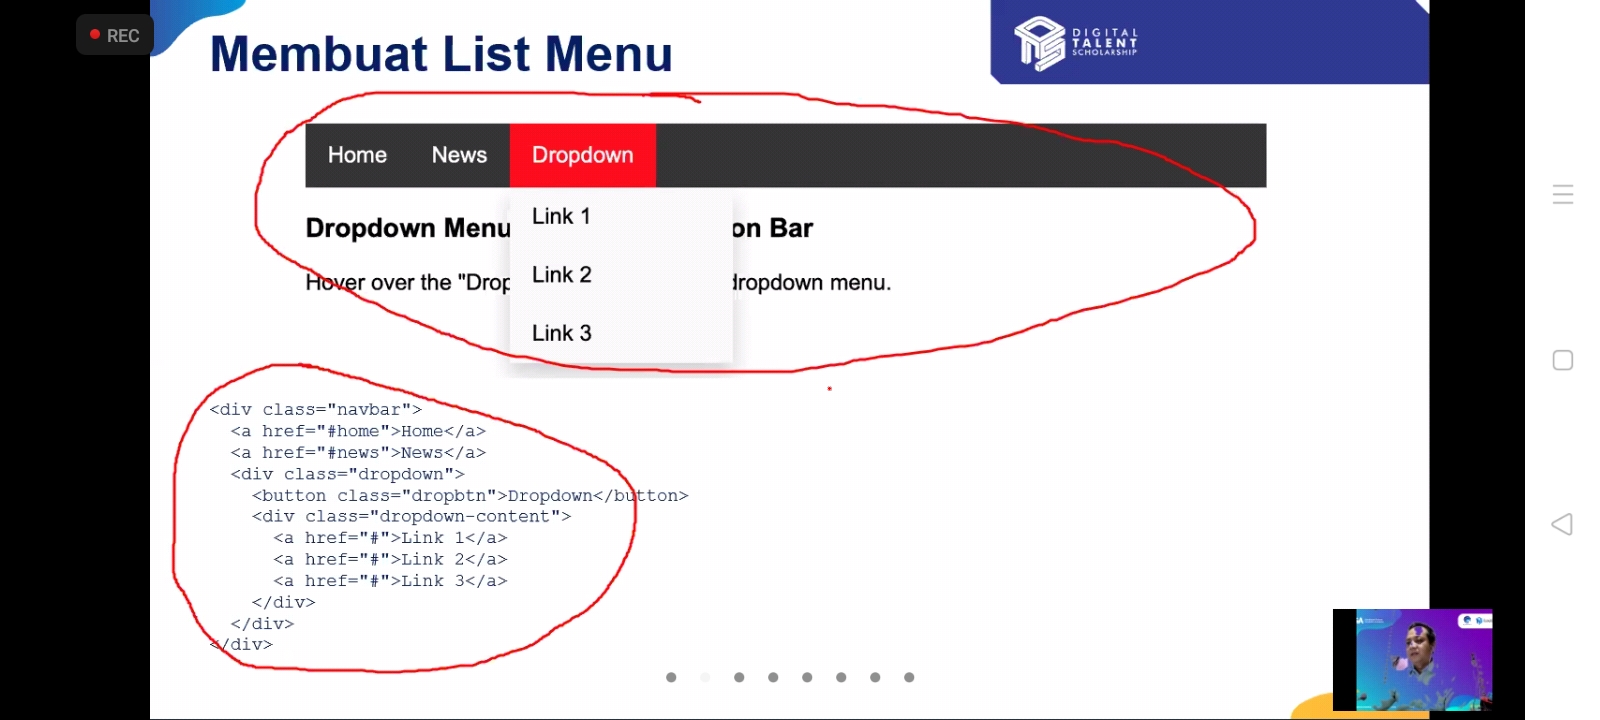 REC
Membuat List Menu
DIGITAL
TALENT
SCHOLARSHIP
Home News Dropdown
Link 1
Dropdown Menu on Bar
Link 2
Hover over the "Drop dropdown menu.
Link 3
<div class="navbar">
  <a href="#home">Home</a>
  <a href="#news">News</a>
  <div class="dropdown">
    <button class="dropbtn">Dropdown</button>
    <div class="dropdown-content">
      <a href="#">Link 1</a>
      <a href="#">Link 2</a>
      <a href="#">Link 3</a>
    </div>
  </div>
</div>